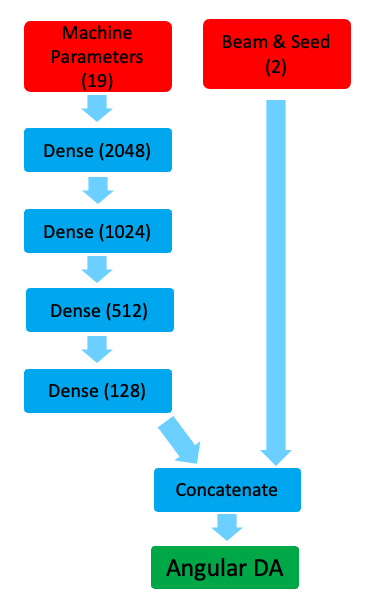 Machine
Parameters
(19)
Beam & Seed
(2)
Dense (2048)
Dense (1024)
Dense (512)
Dense (128)
Concatenate
Angular DA